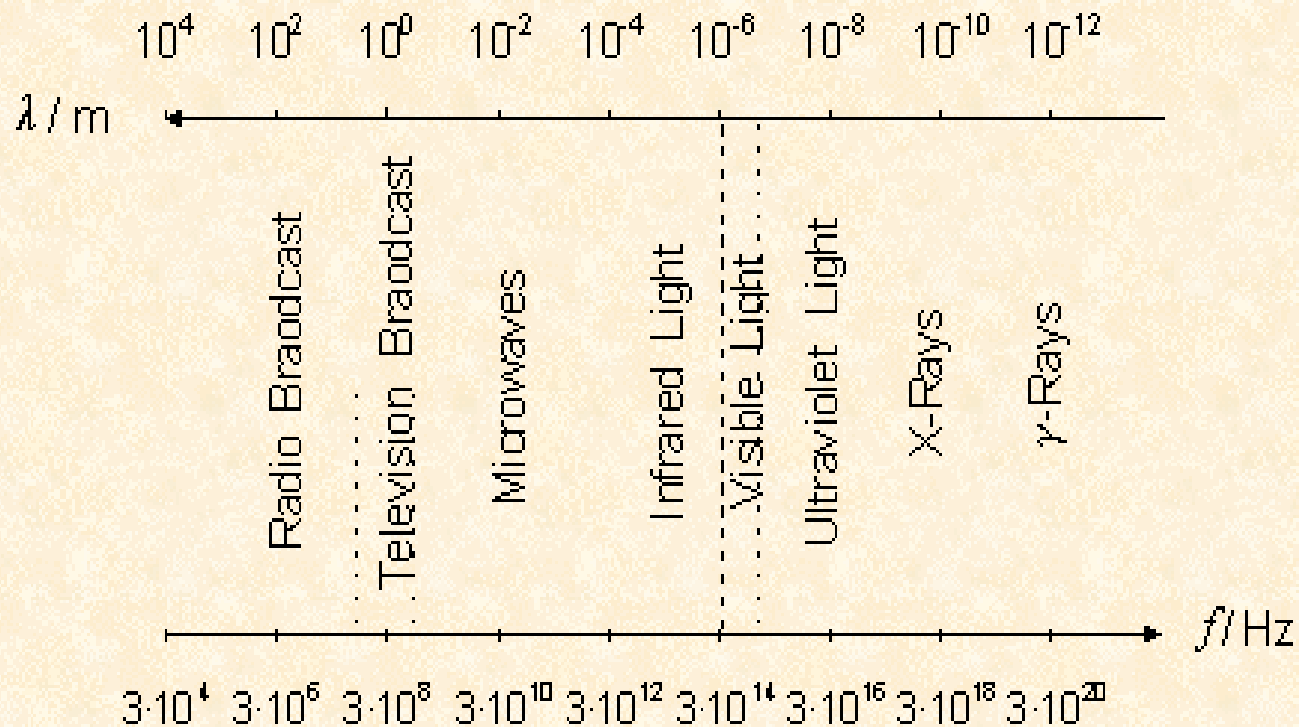 10⁴ 10² 10⁰ 10⁻² 10⁻⁴ 10⁻⁶ 10⁻⁸ 10⁻¹⁰ 10⁻¹²
λ / m
Radio Braodcast
Television Braodcast
Microwaves
Infrared Light
Visible Light
Ultraviolet Light
X-Rays
γ-Rays
f/Hz
3·10⁴ 3·10⁶ 3·10⁸ 3·10¹⁰ 3·10¹² 3·10¹⁴ 3·10¹⁶ 3·10¹⁸ 3·10²⁰